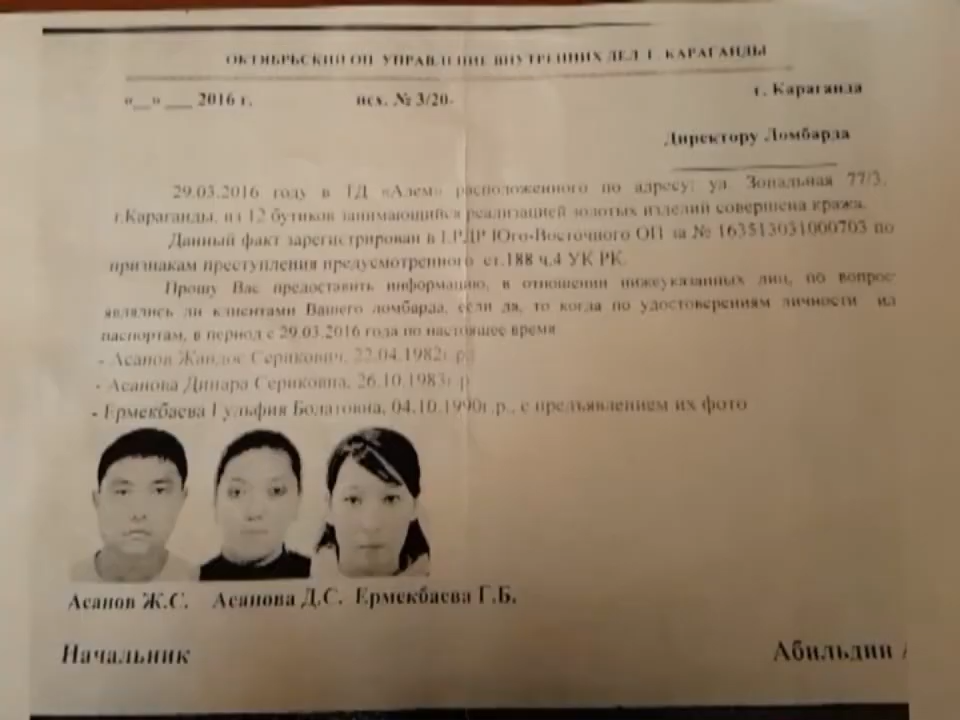 ОКТЯБРЬСКИЙ ОП УПРАВЛЕНИЕ ВНУТРЕННИХ ДЕЛ Г. КАРАГАНДЫ
«__» ___ 2016 г. исх. № 3/20- г. Караганда
Директору Ломбарда
29.03.2016 году в ТД «Алем» расположенного по адресу: ул. Зональная 77/3,
г.Караганды, из 12 бутиков занимающийся реализацией золотых изделий совершена кража.
Данный факт зарегистрирован в ЕРДР Юго-Восточного ОП за № 163513031000703 по
признакам преступления предусмотренного ст.188 ч.4 УК РК.
Прошу Вас предоставить информацию, в отношении нижеуказанных лиц, по вопрос
являлись ли клиентами Вашего ломбарда, если да, то когда по удостоверениям личности
паспортам, в период с 29.03.2016 года по настоящее время
- Асанов Жандос Серикович, 22.04.1982г.р
- Асанова Динара Сериковна, 26.10.1983г.р
- Ермекбаева Гульфия Болатовна, 04.10.1990г.р., с предъявлением их фото
Асанов Ж.С. Асанова Д.С. Ермекбаева Г.Б.
Начальник Абильдин